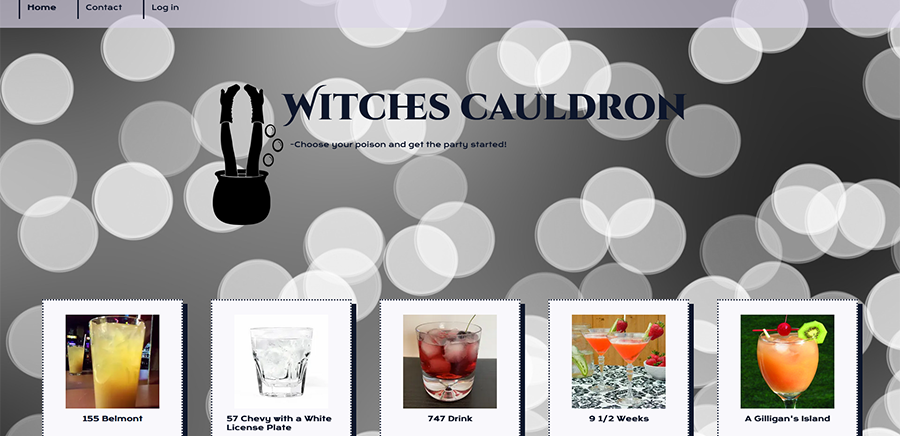 Home
Contact
Log in
Witches Cauldron
-Choose your poison and get the party started!
155 Belmont
57 Chevy with a White
License Plate
747 Drink
9 1/2 Weeks
A Gilligan's Island